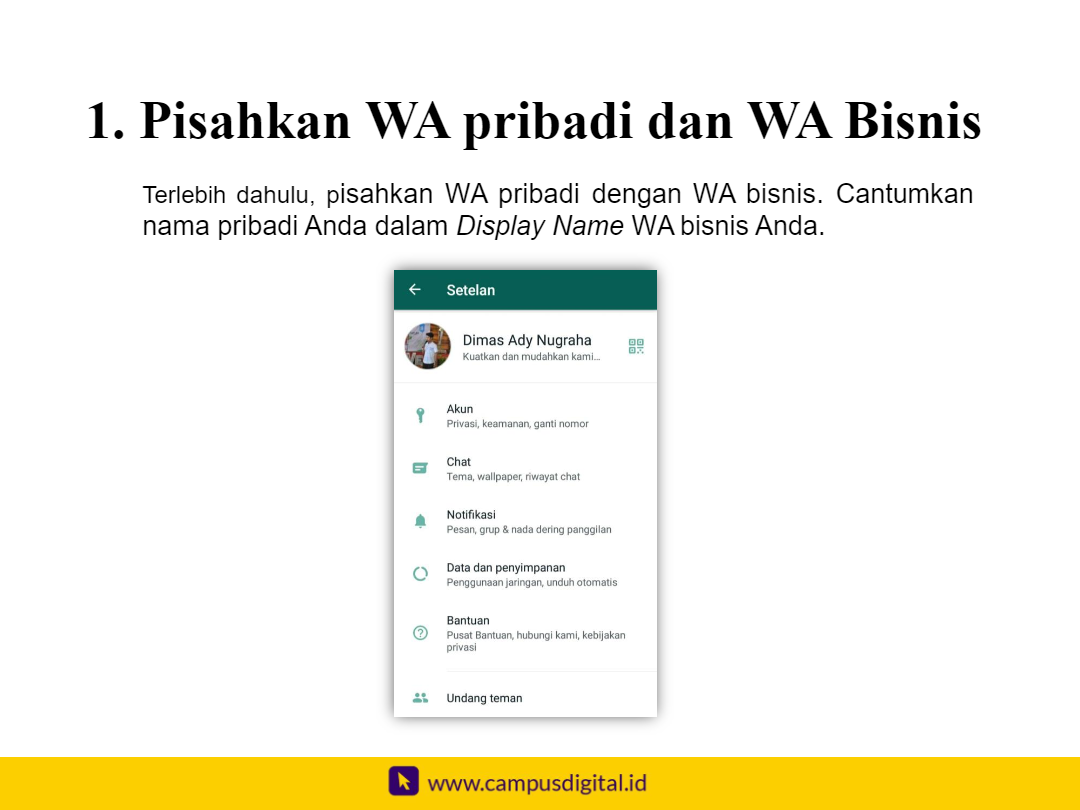 1. Pisahkan WA pribadi dan WA Bisnis
Terlebih dahulu, pisahkan WA pribadi dengan WA bisnis. Cantumkan
nama pribadi Anda dalam Display Name WA bisnis Anda.
Setelan
Dimas Ady Nugraha
Kuatkan dan mudahkan kami...
Akun
Privasi, keamanan, ganti nomor
Chat
Tema, wallpaper, riwayat chat
Notifikasi
Pesan, grup & nada dering panggilan
Data dan penyimpanan
Penggunaan jaringan, unduh otomatis
Bantuan
Pusat Bantuan, hubungi kami, kebijakan
privasi
Undang teman
www.campusdigital.id